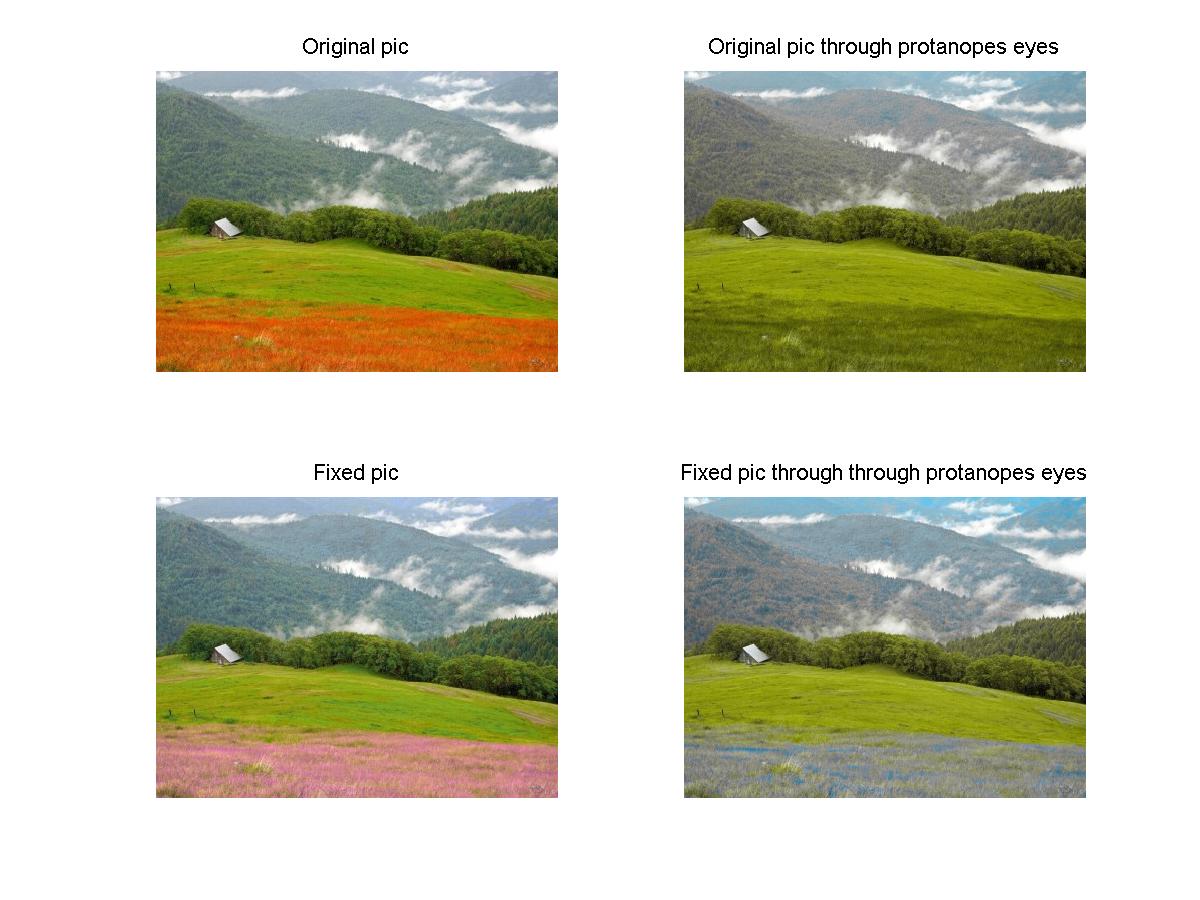 Original pic
Original pic through protanopes eyes
Fixed pic
Fixed pic through through protanopes eyes